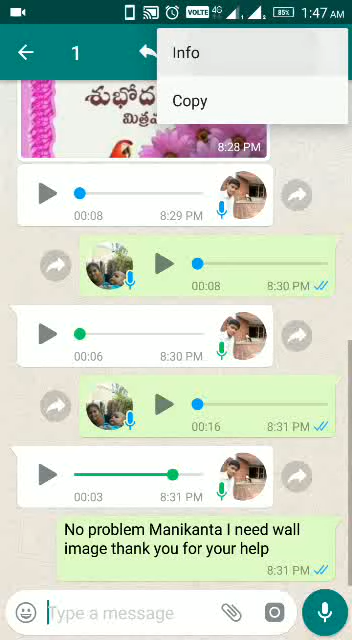 VOLTE 4G 85% 1:47 AM
1
Info
Copy
శుభోద
మిత్రమ
8:28 PM
00:08 8:29 PM
00:08 8:30 PM
00:06 8:30 PM
00:16 8:31 PM
00:03 8:31 PM
No problem Manikanta I need wall
image thank you for your help
8:31 PM
Type a message